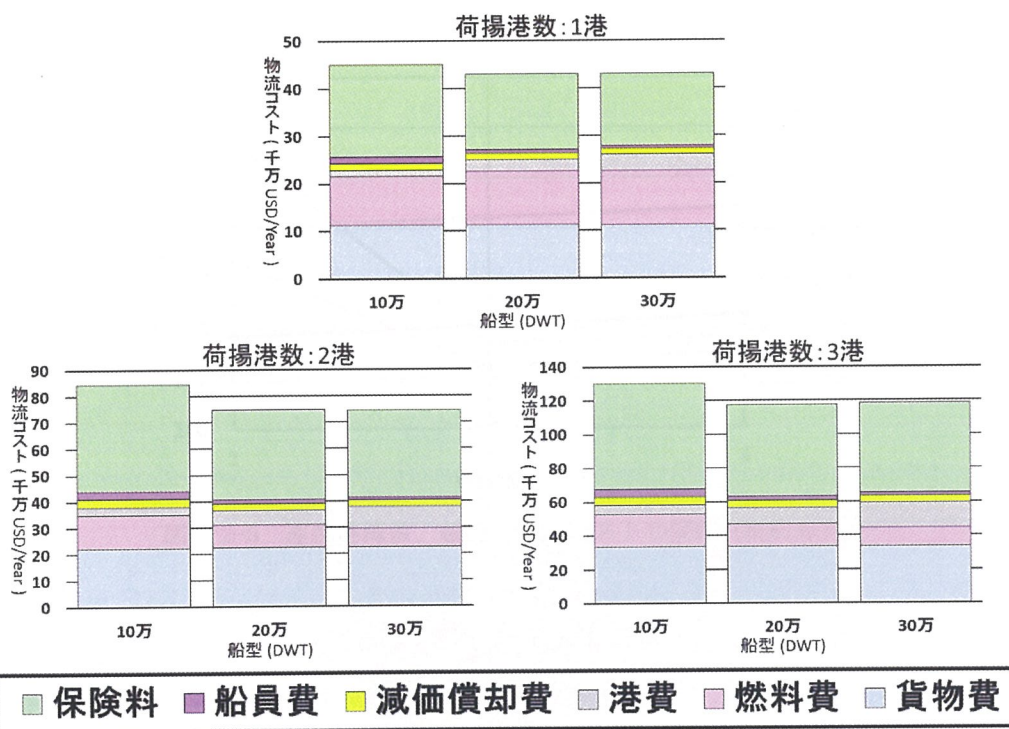 荷揚港数:1港
物流コスト(千万 USD/Year)
50
40
30
20
10
0
10万
20万
30万
船型 (DWT)
荷揚港数:2港
物流コスト(千万 USD/Year)
90
80
70
60
50
40
30
20
10
0
10万
20万
30万
船型 (DWT)
荷揚港数:3港
物流コスト(千万 USD/Year)
140
120
100
80
60
40
20
0
10万
20万
30万
船型 (DWT)
保険料 船員費 減価償却費 港費 燃料費 貨物費